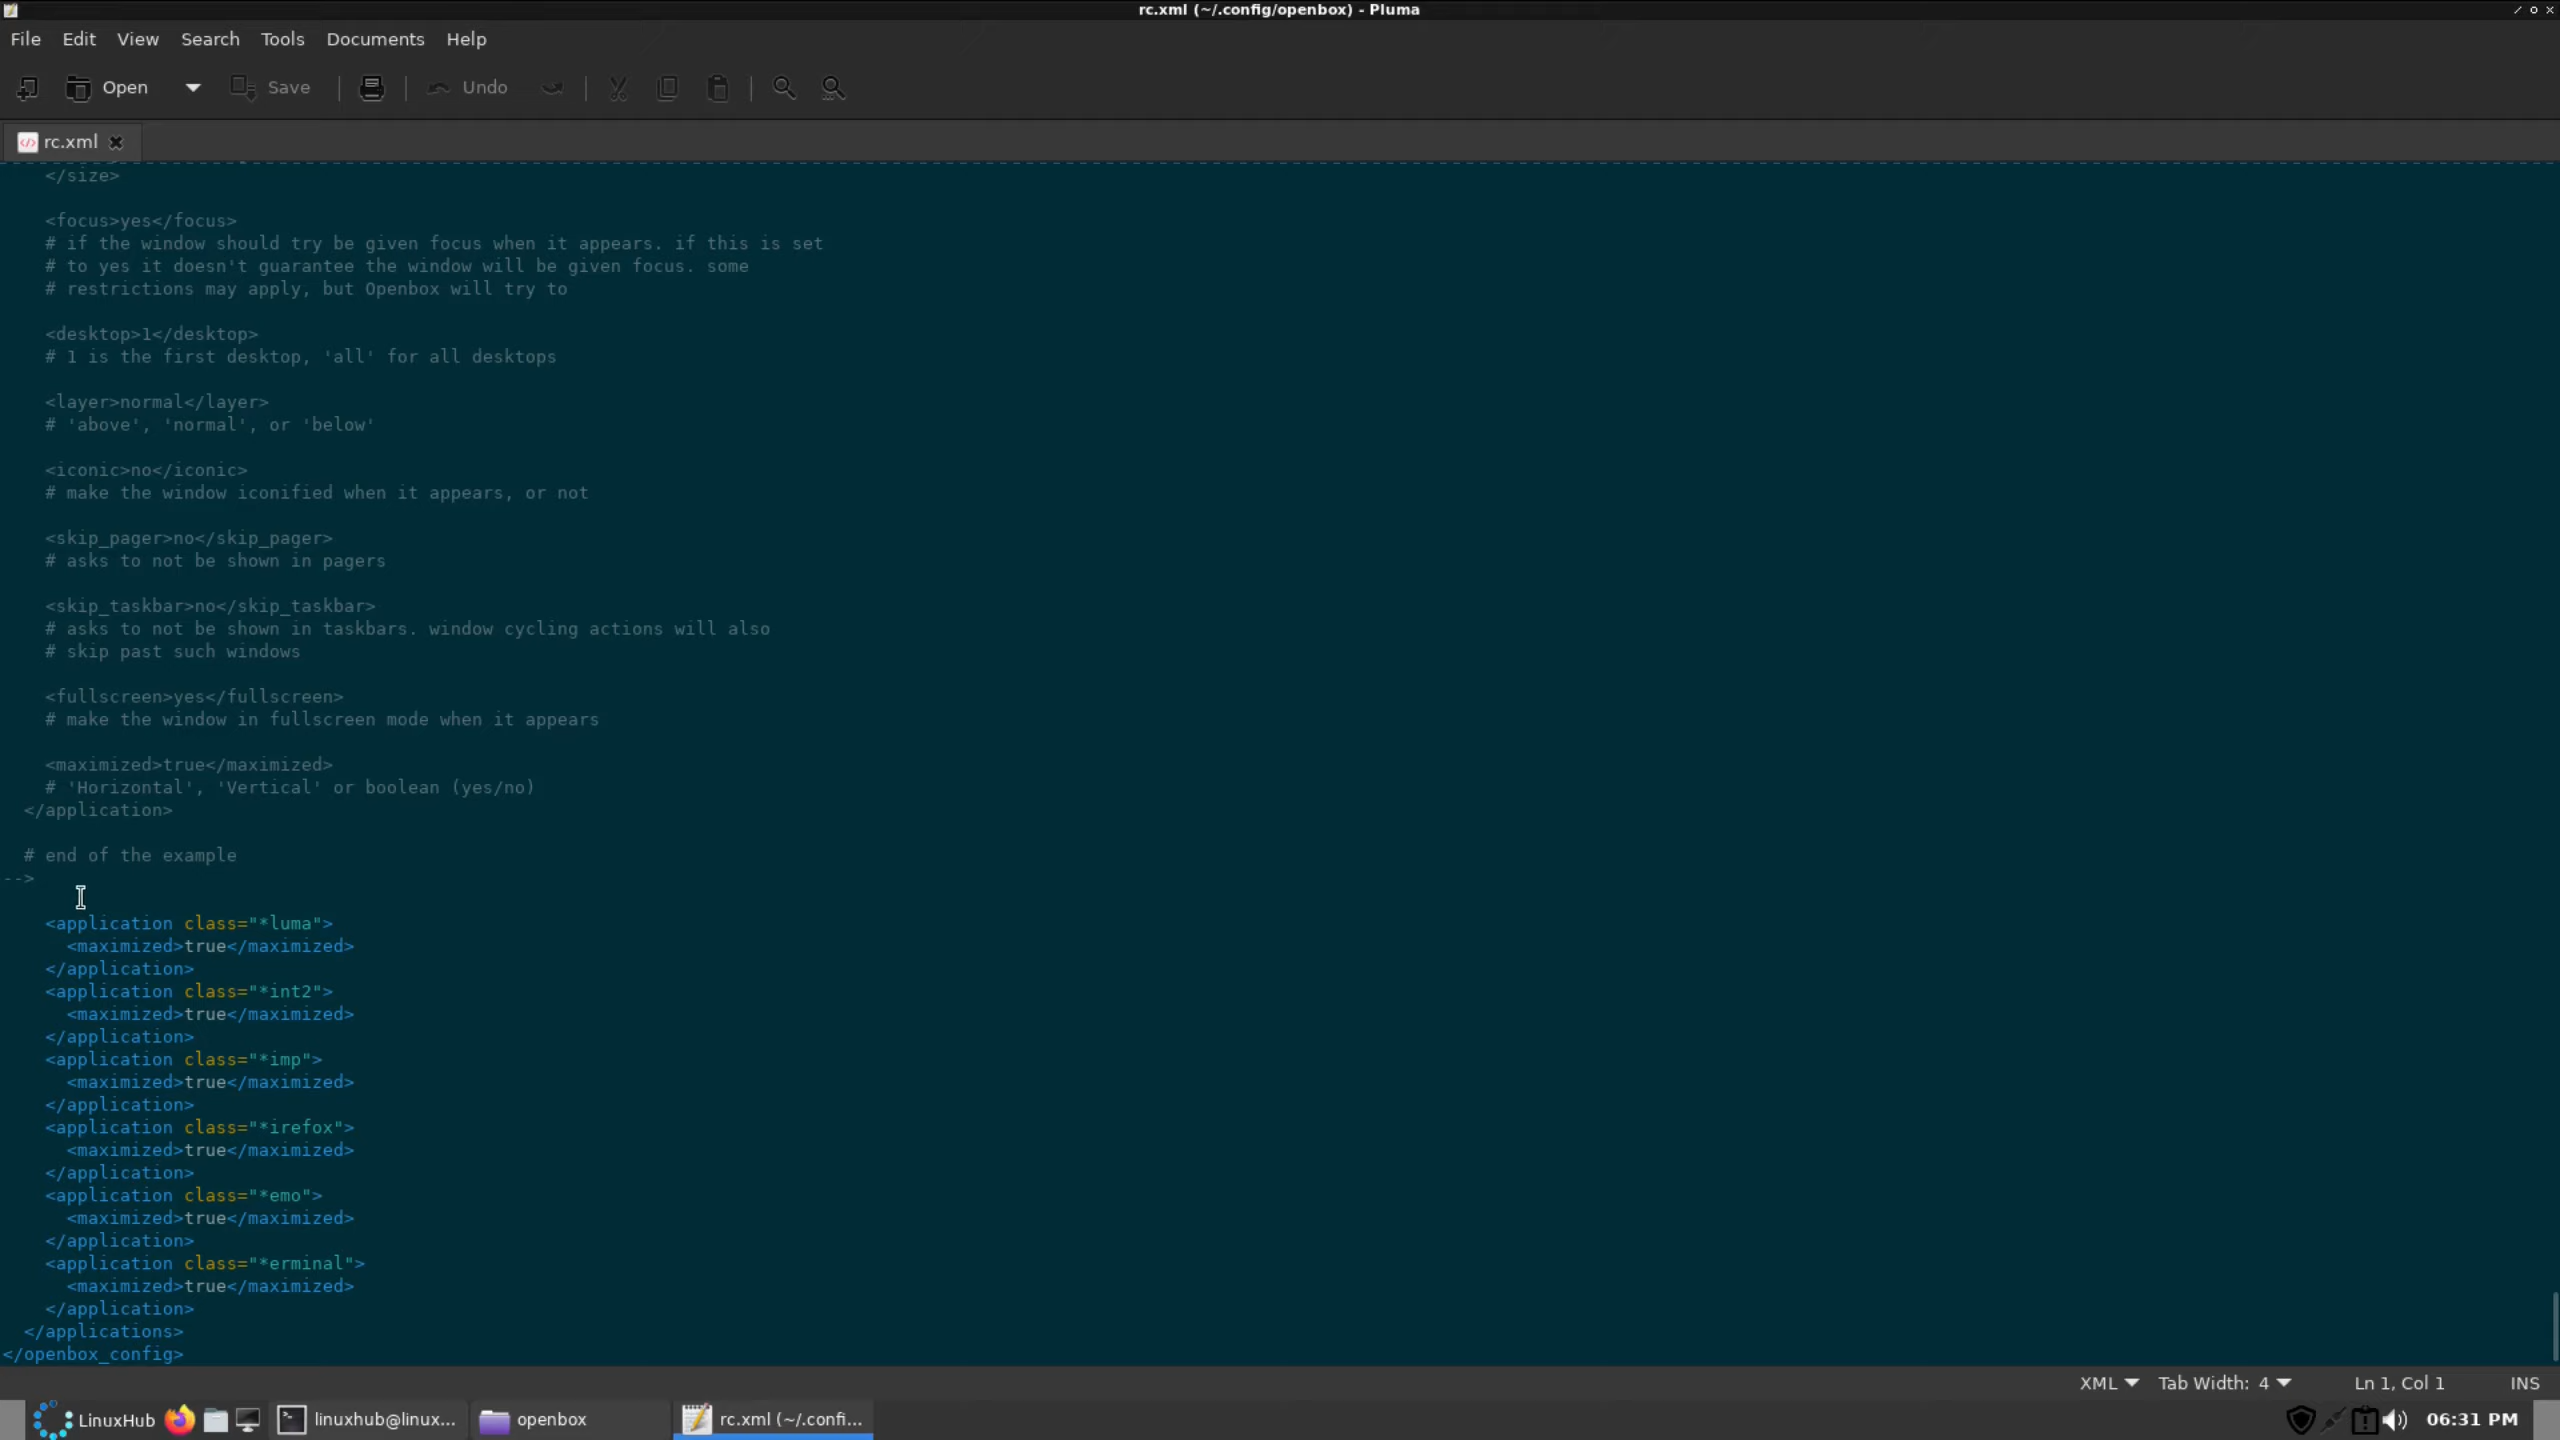 rc.xml (~/.config/openbox) - Pluma
File Edit View Search Tools Documents Help
Open Save Undo
rc.xml
</size>
<focus>yes</focus>
# if the window should try be given focus when it appears. if this is set
# to yes it doesn't guarantee the window will be given focus. some
# restrictions may apply, but Openbox will try to
<desktop>1</desktop>
# 1 is the first desktop, 'all' for all desktops
<layer>normal</layer>
# 'above', 'normal', or 'below'
<iconic>no</iconic>
# make the window iconified when it appears, or not
<skip_pager>no</skip_pager>
# asks to not be shown in pagers
<skip_taskbar>no</skip_taskbar>
# asks to not be shown in taskbars. window cycling actions will also
# skip past such windows
<fullscreen>yes</fullscreen>
# make the window in fullscreen mode when it appears
<maximized>true</maximized>
# 'Horizontal', 'Vertical' or boolean (yes/no)
</application>
# end of the example
-->
<application class="*luma">
<maximized>true</maximized>
</application>
<application class="*int2">
<maximized>true</maximized>
</application>
<application class="*imp">
<maximized>true</maximized>
</application>
<application class="*irefox">
<maximized>true</maximized>
</application>
<application class="*emo">
<maximized>true</maximized>
</application>
<application class="*erminal">
<maximized>true</maximized>
</application>
</applications>
</openbox_config>
XML Tab Width: 4 Ln 1, Col 1 INS
LinuxHub linuxhub@linux... openbox rc.xml (~/.confi... 06:31 PM